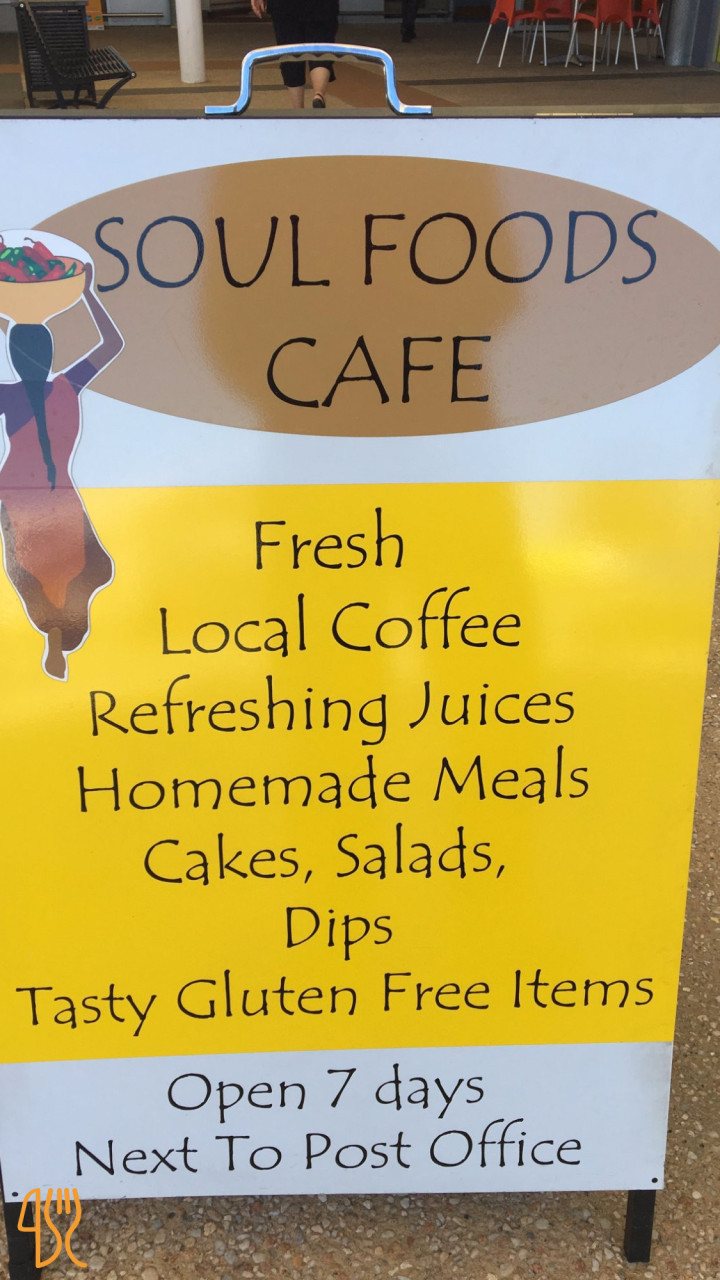 SOUL FOODS
CAFE
Fresh
Local Coffee
Refreshing Juices
Homemade Meals
Cakes, Salads,
Dips
Tasty Gluten Free Items
Open 7 days
Next To Post Office